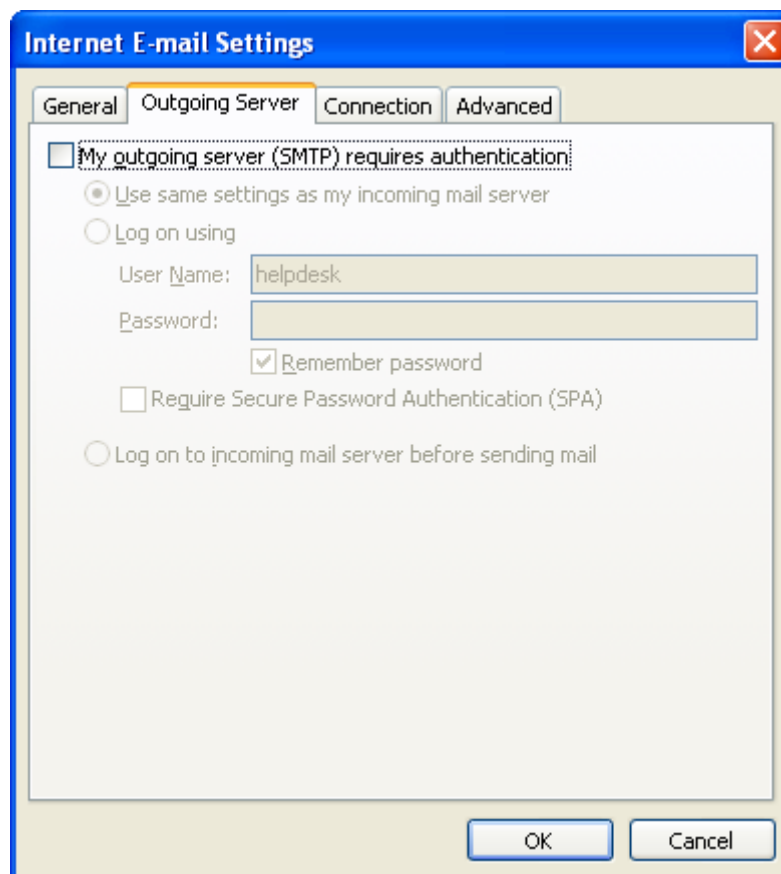 Internet E-mail Settings
General Outgoing Server Connection Advanced
My outgoing server (SMTP) requires authentication
Use same settings as my incoming mail server
Log on using
User Name: helpdesk
Password:
Remember password
Require Secure Password Authentication (SPA)
Log on to incoming mail server before sending mail
OK Cancel